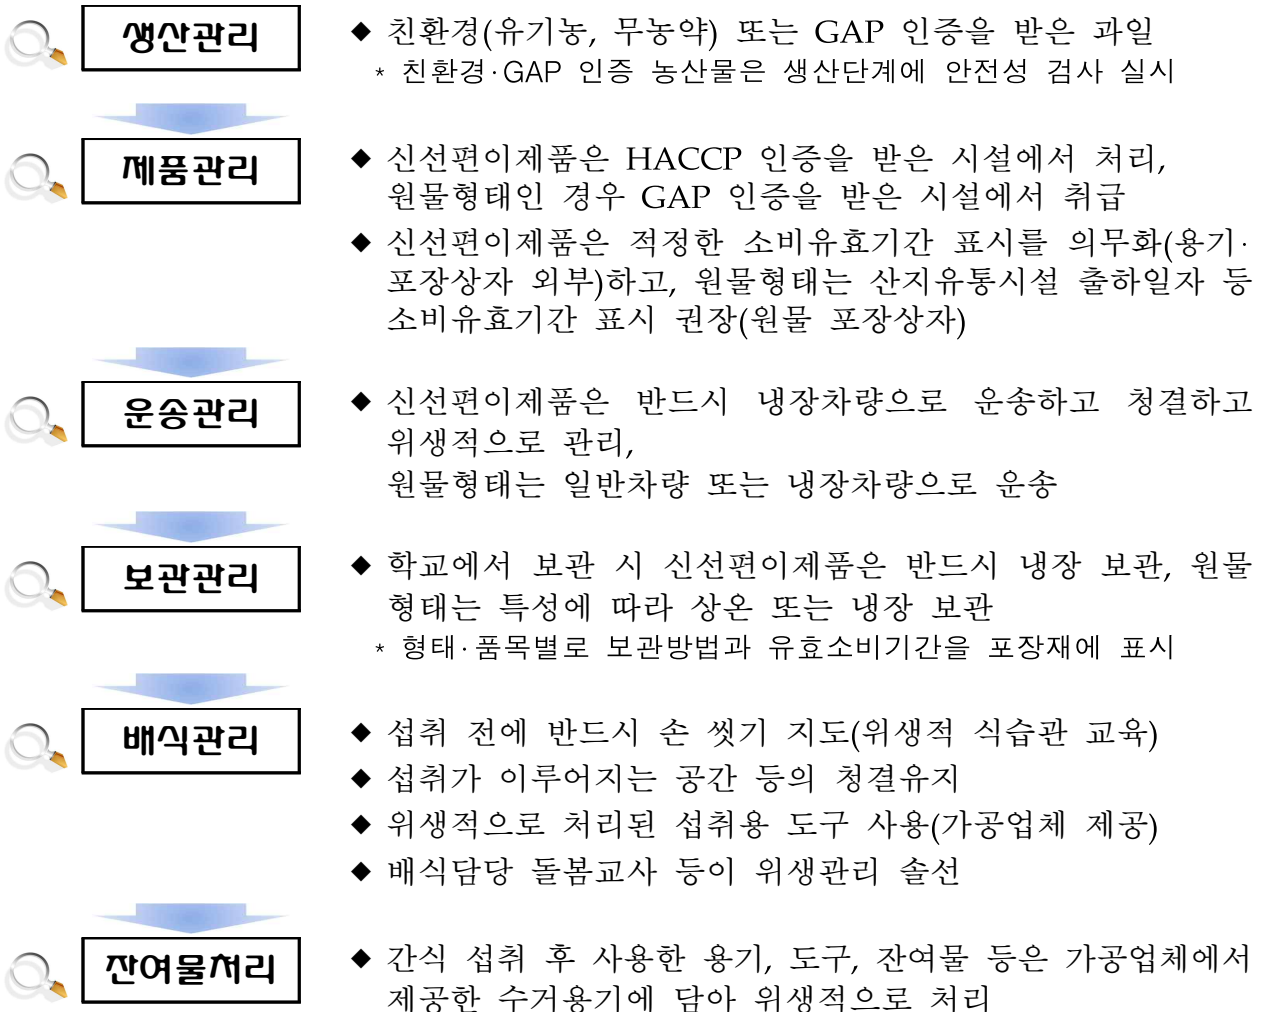 생산관리
◆ 친환경(유기농, 무농약) 또는 GAP 인증을 받은 과일
* 친환경·GAP 인증 농산물은 생산단계에 안전성 검사 실시
제품관리
◆ 신선편이제품은 HACCP 인증을 받은 시설에서 처리,
원물형태인 경우 GAP 인증을 받은 시설에서 취급
◆ 신선편이제품은 적정한 소비유효기간 표시를 의무화(용기·
포장상자 외부)하고, 원물형태는 산지유통시설 출하일자 등
소비유효기간 표시 권장(원물 포장상자)
운송관리
◆ 신선편이제품은 반드시 냉장차량으로 운송하고 청결하고
위생적으로 관리,
원물형태는 일반차량 또는 냉장차량으로 운송
보관관리
◆ 학교에서 보관 시 신선편이제품은 반드시 냉장 보관, 원물
형태는 특성에 따라 상온 또는 냉장 보관
* 형태·품목별로 보관방법과 유효소비기간을 포장재에 표시
배식관리
◆ 섭취 전에 반드시 손 씻기 지도(위생적 식습관 교육)
◆ 섭취가 이루어지는 공간 등의 청결유지
◆ 위생적으로 처리된 섭취용 도구 사용(가공업체 제공)
◆ 배식담당 돌봄교사 등이 위생관리 솔선
잔여물처리
◆ 간식 섭취 후 사용한 용기, 도구, 잔여물 등은 가공업체에서
제공한 수거용기에 담아 위생적으로 처리